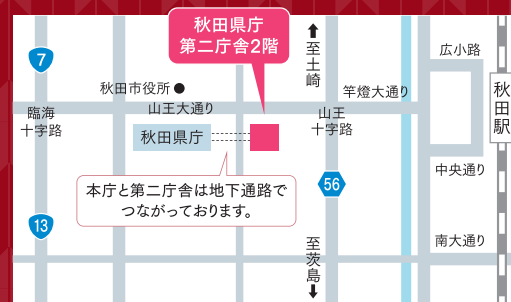 秋田県庁
第二庁舎2階
至土崎
広小路
7
秋田市役所
竿燈大通り
秋田駅
臨海
十字路
山王大通り
山王
十字路
秋田県庁
中央通り
本庁と第二庁舎は地下通路で
つながっております。
56
13
南大通り
至茨島